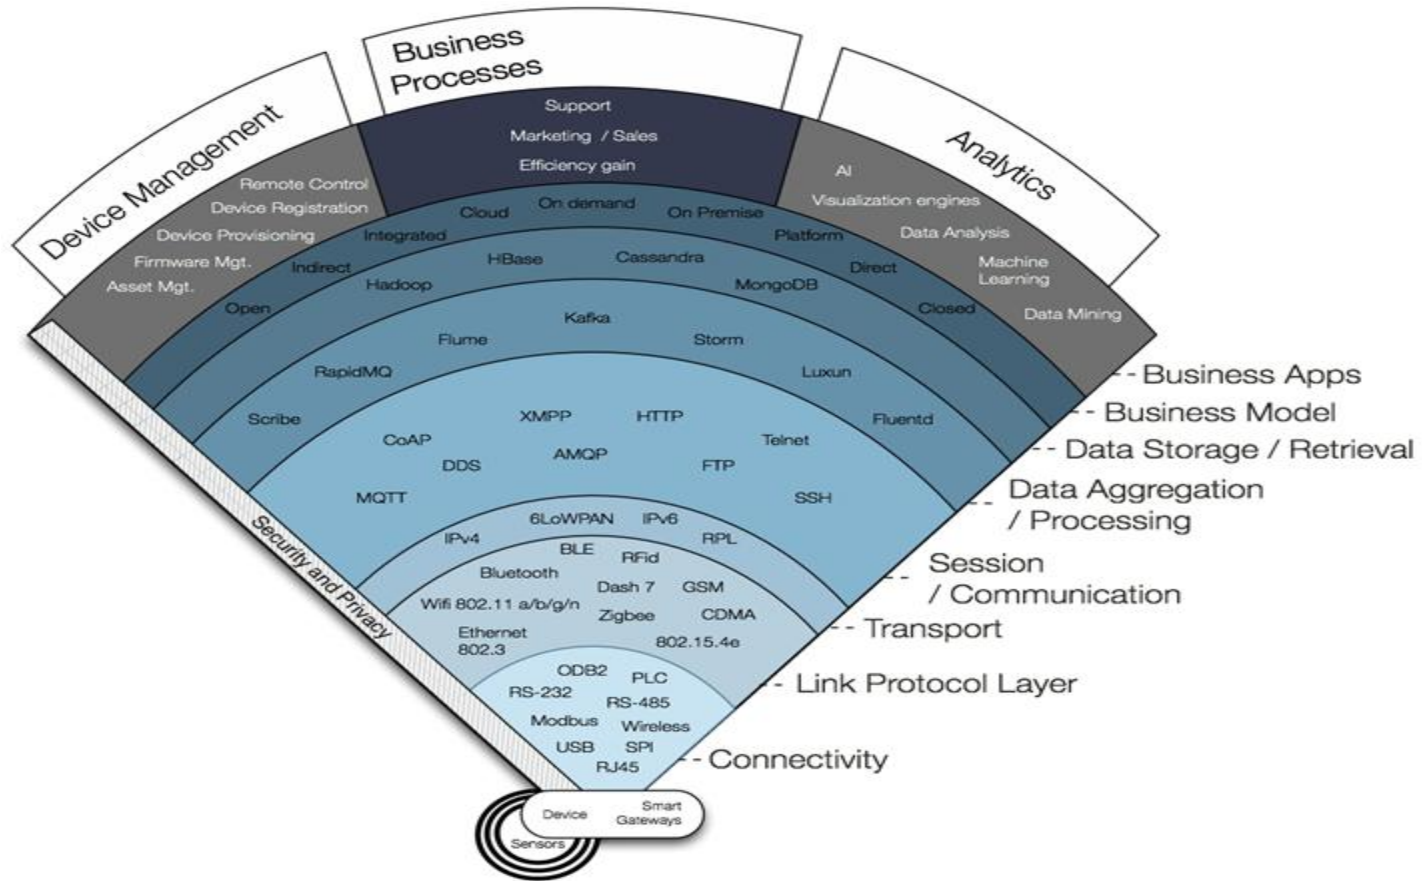 Business
Processes
Device Management
Analytics
Support
Marketing / Sales
Efficiency gain
Remote Control
Device Registration
Device Provisioning
Firmware Mgt.
Asset Mgt.
AI
Visualization engines
Data Analysis
Machine
Learning
Data Mining
Open
Indirect
Integrated
Cloud
On demand
On Premise
Platform
Direct
Closed
Hadoop
HBase
Cassandra
MongoDB
Scribe
RapidMQ
Flume
Kafka
Storm
Luxun
Fluentd
XMPP
HTTP
CoAP
Telnet
DDS
AMQP
FTP
MQTT
SSH
IPv4
6LoWPAN
IPv6
RPL
BLE
RFid
Bluetooth
Dash 7
GSM
Wifi 802.11 a/b/g/n
Zigbee
CDMA
Ethernet
802.3
802.15.4e
ODB2
PLC
RS-232
RS-485
Modbus
Wireless
USB
SPI
RJ45
Security and Privacy
Business Apps
Business Model
Data Storage / Retrieval
Data Aggregation
/ Processing
Session
/ Communication
Transport
Link Protocol Layer
Connectivity
Device
Smart
Gateways
Sensors